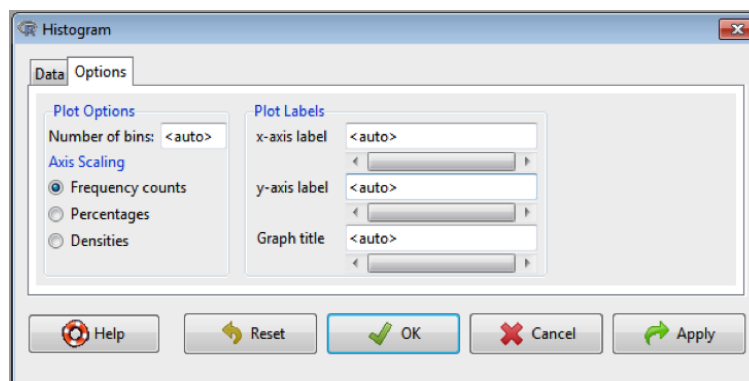 Histogram
Data Options
Plot Options
Number of bins: <auto>
Axis Scaling
Frequency counts
Percentages
Densities
Plot Labels
x-axis label <auto>
y-axis label <auto>
Graph title <auto>
Help Reset OK Cancel Apply